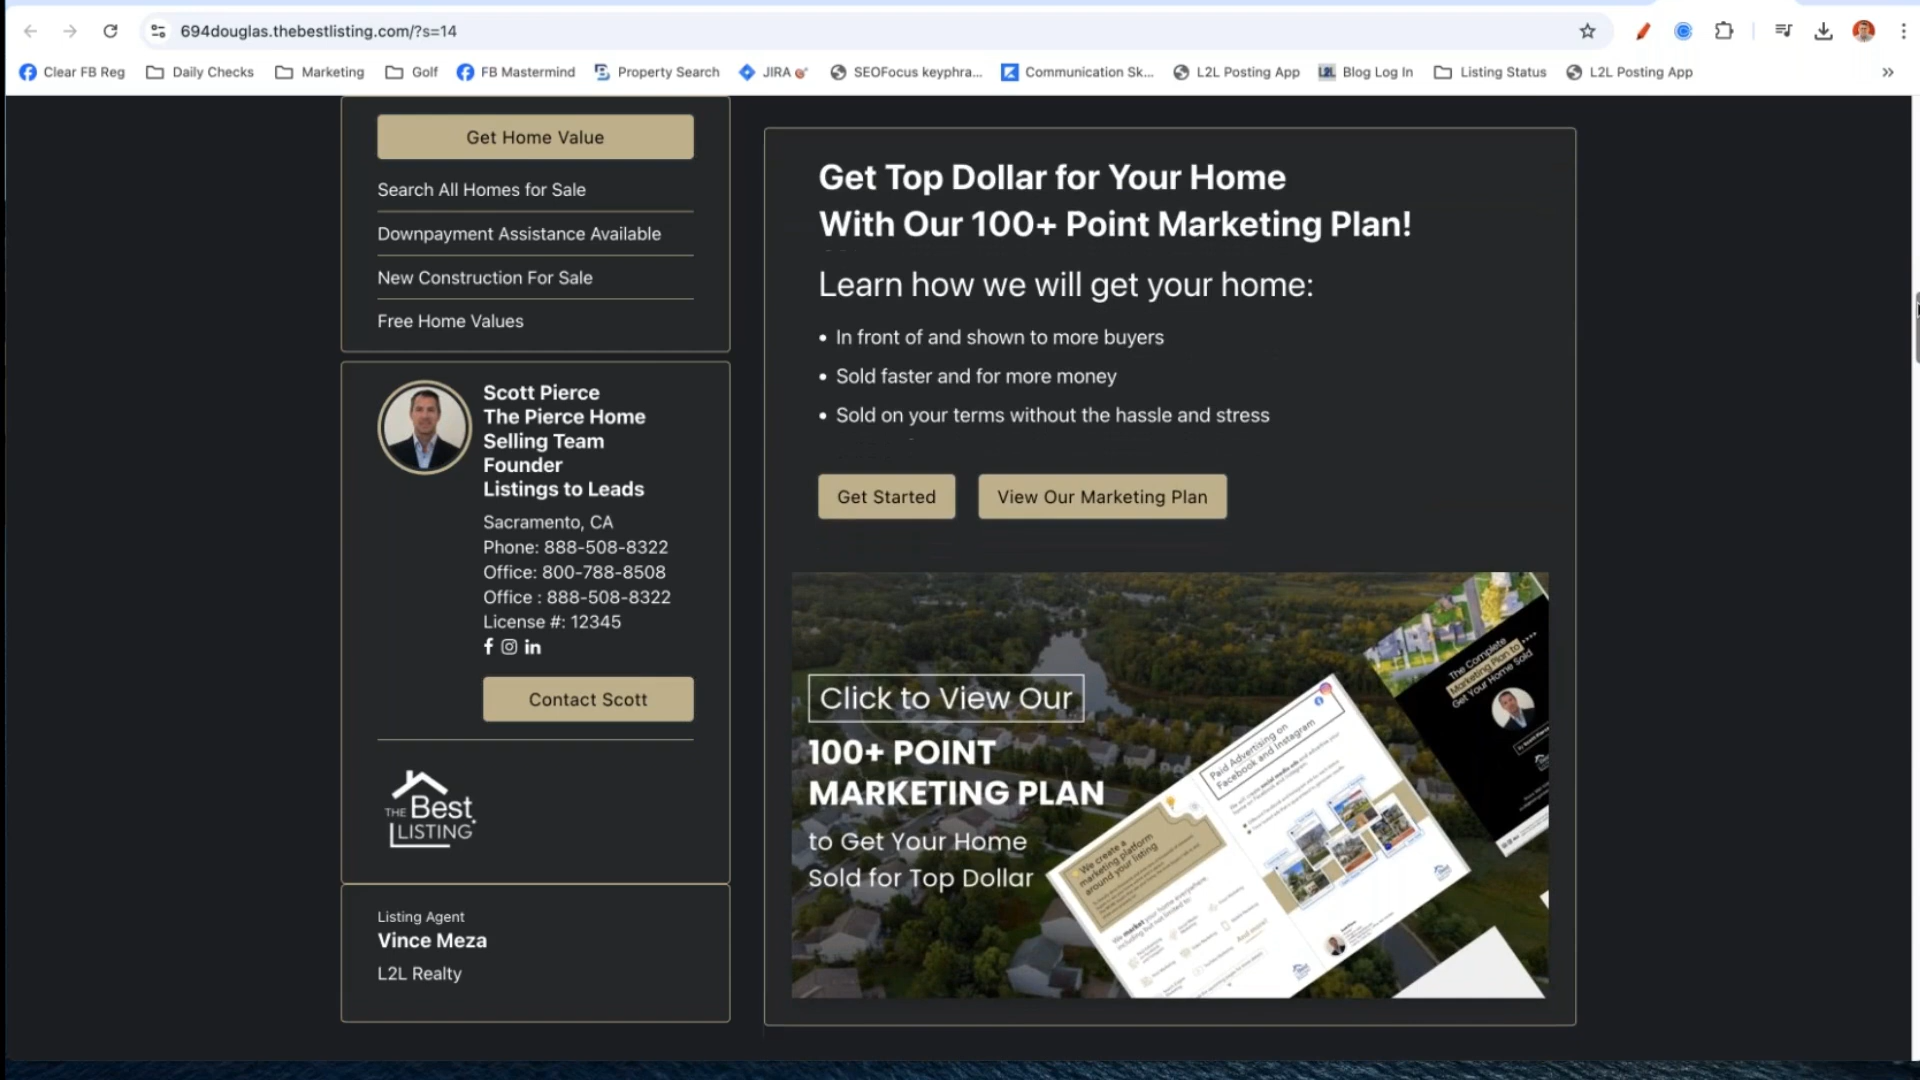 694douglas.thebestlisting.com/?s=14
Clear FB Reg
Daily Checks
Marketing
Golf
FB Mastermind
Property Search
JIRA
SEOFocus keyphra...
Communication Sk...
L2L Posting App
Blog Log In
Listing Status
L2L Posting App
Get Home Value
Search All Homes for Sale
Downpayment Assistance Available
New Construction For Sale
Free Home Values
Scott Pierce
The Pierce Home
Selling Team
Founder
Listings to Leads
Sacramento, CA
Phone: 888-508-8322
Office: 800-788-8508
Office : 888-508-8322
License #: 12345
Contact Scott
THE Best
LISTING
Listing Agent
Vince Meza
L2L Realty
Get Top Dollar for Your Home
With Our 100+ Point Marketing Plan!
Learn how we will get your home:
• In front of and shown to more buyers
• Sold faster and for more money
• Sold on your terms without the hassle and stress
Get Started
View Our Marketing Plan
Click to View Our
100+ POINT
MARKETING PLAN
to Get Your Home
Sold for Top Dollar
We create a
marketing platform
around your listing
Paid Advertising on
Facebook and Instagram
The Complete
Marketing Plan to
Get Your Home Sold